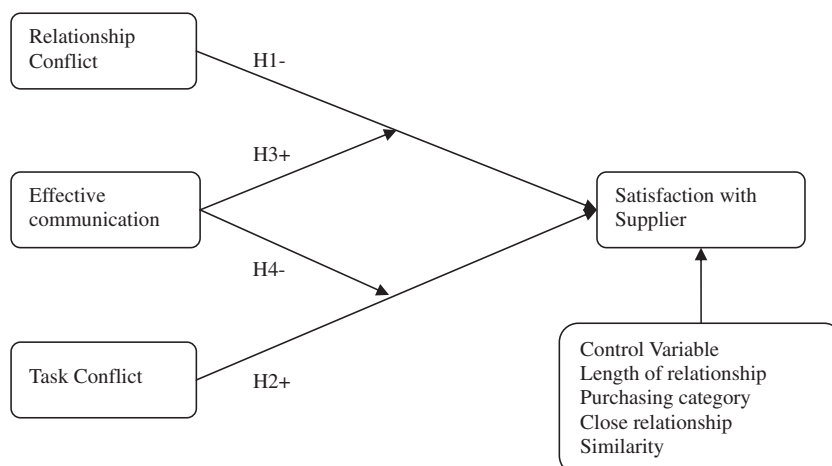 Relationship
Conflict
H1-
H3+
Effective
communication
Satisfaction with
Supplier
H4-
Task Conflict
H2+
Control Variable
Length of relationship
Purchasing category
Close relationship
Similarity